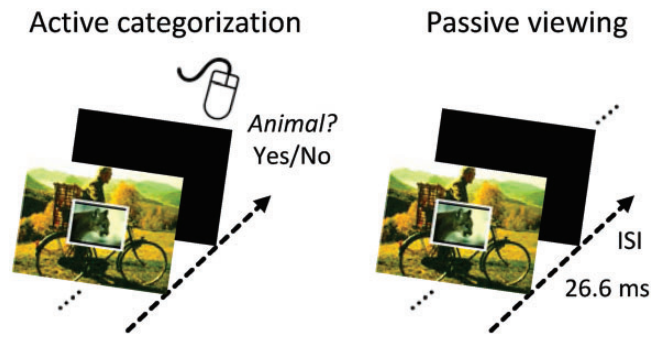 Active categorization
Passive viewing
Animal?
Yes/No
ISI
26.6 ms